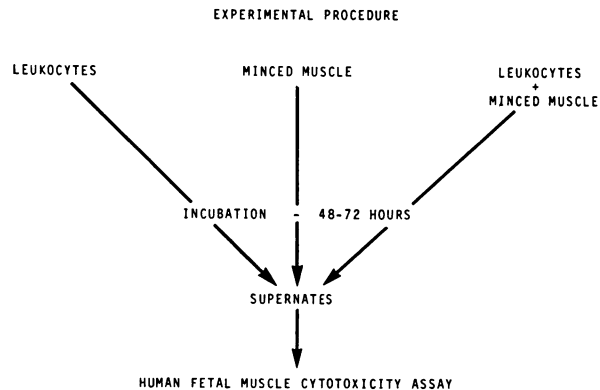 EXPERIMENTAL PROCEDURE
LEUKOCYTES
MINCED MUSCLE
LEUKOCYTES
+
MINCED MUSCLE
INCUBATION - 48-72 HOURS
SUPERNATES
HUMAN FETAL MUSCLE CYTOTOXICITY ASSAY